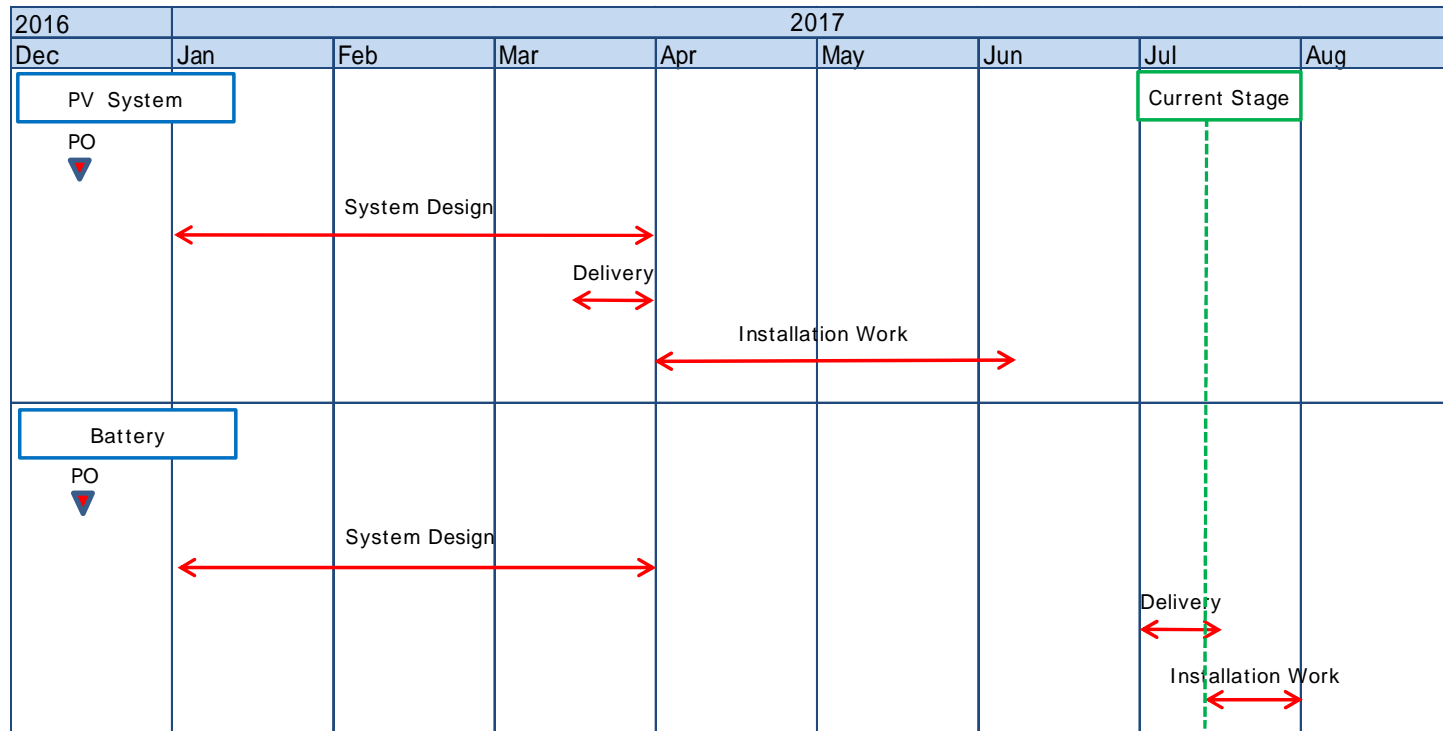 2016
2017
Dec
Jan
Feb
Mar
Apr
May
Jun
Jul
Aug
PV System
Current Stage
PO
System Design
Delivery
Installation Work
Battery
PO
System Design
Delivery
Installation Work